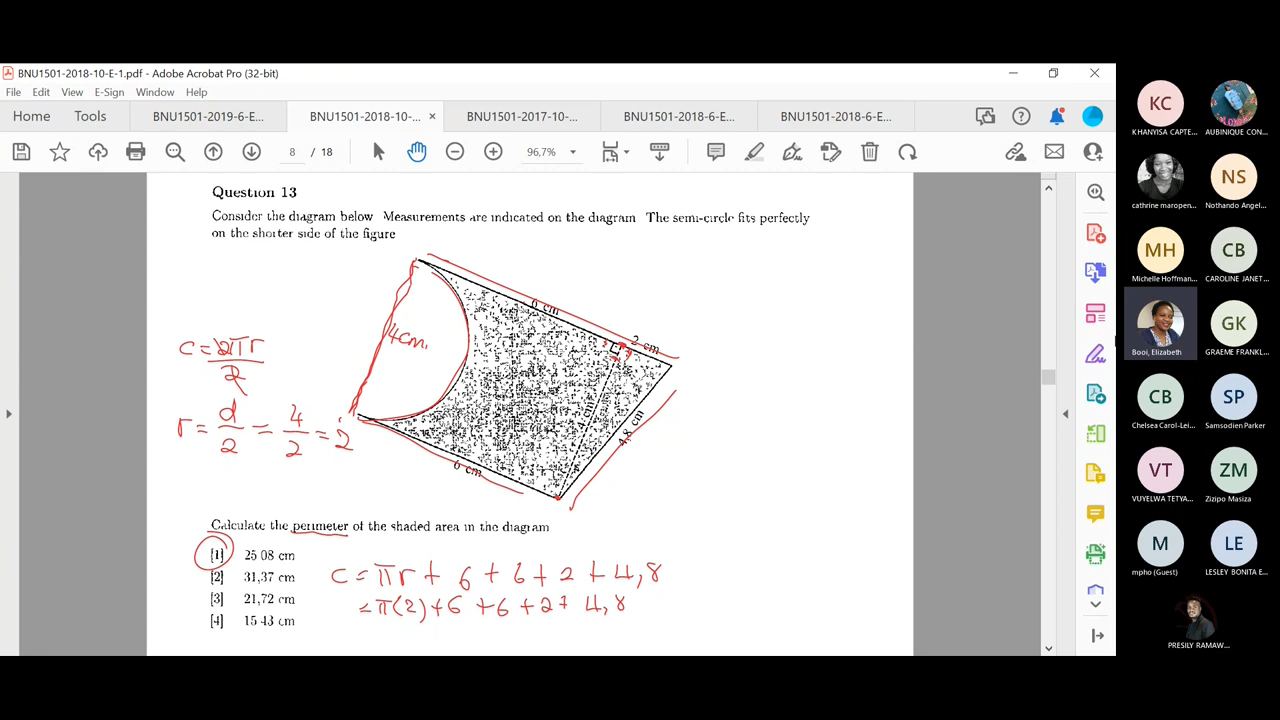 BNU1501-2018-10-E-1.pdf - Adobe Acrobat Pro (32-bit)
File Edit View E-Sign Window Help
Home Tools BNU1501-2019-6-E... BNU1501-2018-10-... × BNU1501-2017-10-... BNU1501-2018-6-E... BNU1501-2018-6-E...
8 / 18 96,7%
Question 13
Consider the diagram below Measurements are indicated on the diagram The semi-circle fits perfectly
on the shorter side of the figure
6 cm
2 cm
4cm.
cm
4,8 cm
6 cm
C = 2πr
2
r = d = 4 = 2
2 2
Calculate the perimeter of the shaded area in the diagram
[1] 25 08 cm
[2] 31,37 cm
[3] 21,72 cm
[4] 15 43 cm
C = πr + 6 + 6 + 2 + 4,8
= π(2) + 6 + 6 + 2 + 4,8
KC
KHANYISA CAPTE...
AUBINIQUE CON...
cathrine maropen...
NS
Nothando Angel...
MH
Michelle Hoffman...
CB
CAROLINE JANET...
Booi, Elizabeth
GK
GRAEME FRANKL...
CB
Chelsea Carol-Lei...
SP
Samsodien Parker
VT
VUYELWA TETYA...
ZM
Zizipo Masiza
M
mpho (Guest)
LE
LESLEY BONITA E...
PRESILY RAMAW...